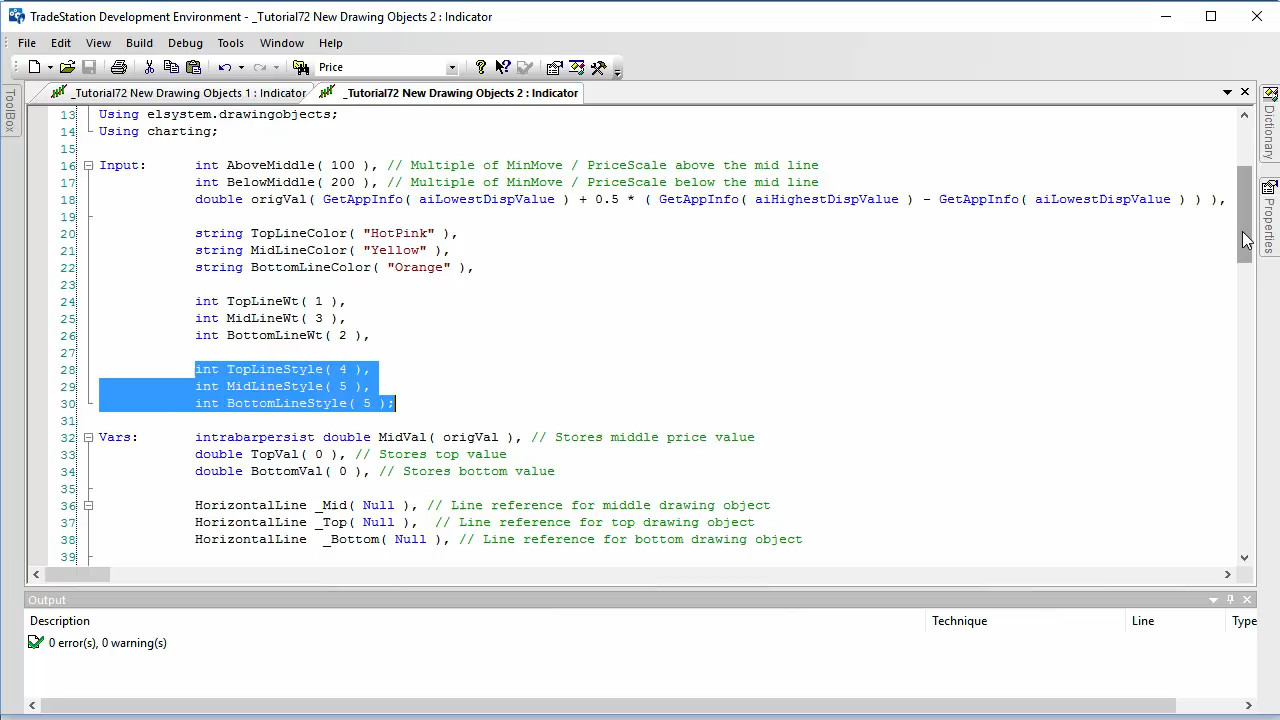 TradeStation Development Environment - _Tutorial72 New Drawing Objects 2 : Indicator
File Edit View Build Debug Tools Window Help
Price
_Tutorial72 New Drawing Objects 1 : Indicator
_Tutorial72 New Drawing Objects 2 : Indicator
ToolBox
Dictionary
Properties
13 Using elsystem.drawingobjects;
14 Using charting;
15
16 Input: int AboveMiddle( 100 ), // Multiple of MinMove / PriceScale above the mid line
17 int BelowMiddle( 200 ), // Multiple of MinMove / PriceScale below the mid line
18 double origVal( GetAppInfo( aiLowestDispValue ) + 0.5 * ( GetAppInfo( aiHighestDispValue ) - GetAppInfo( aiLowestDispValue ) ) ),
19
20 string TopLineColor( "HotPink" ),
21 string MidLineColor( "Yellow" ),
22 string BottomLineColor( "Orange" ),
23
24 int TopLineWt( 1 ),
25 int MidLineWt( 3 ),
26 int BottomLineWt( 2 ),
27
28 int TopLineStyle( 4 ),
29 int MidLineStyle( 5 ),
30 int BottomLineStyle( 5 );
31
32 Vars: intrabarpersist double MidVal( origVal ), // Stores middle price value
33 double TopVal( 0 ), // Stores top value
34 double BottomVal( 0 ), // Stores bottom value
35
36 HorizontalLine _Mid( Null ), // Line reference for middle drawing object
37 HorizontalLine _Top( Null ), // Line reference for top drawing object
38 HorizontalLine _Bottom( Null ), // Line reference for bottom drawing object
39
Output
Description Technique Line Type
0 error(s), 0 warning(s)